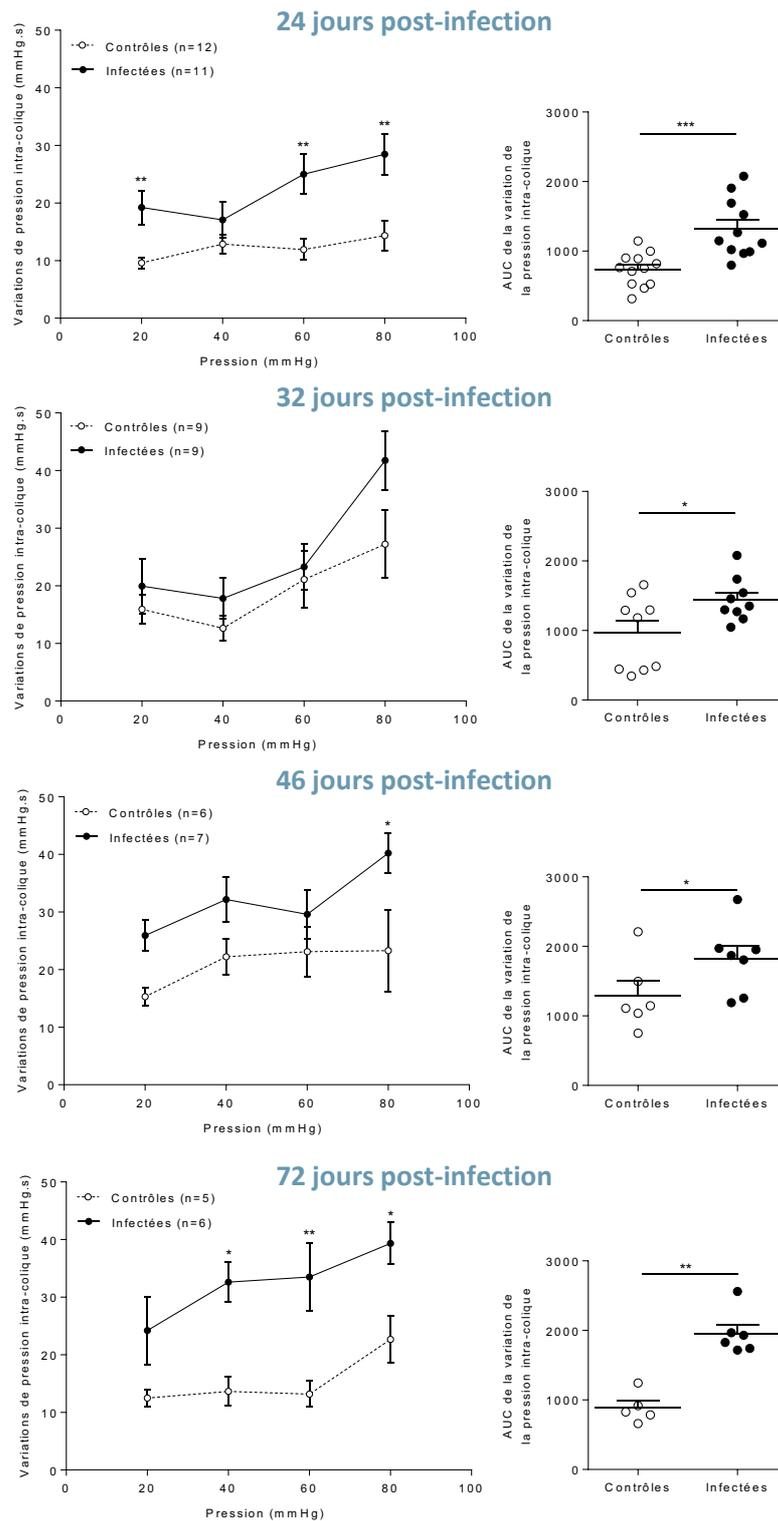 24 jours post-infection
Variations de pression intra-colique (mmHg.s)
50
40
30
20
10
0
Contrôles (n=12)
Infectées (n=11)
**
**
**
0
20
40
60
80
100
Pression (mmHg)
AUC de la variation de
la pression intra-colique
3000
2000
1000
0
***
Contrôles
Infectées
32 jours post-infection
Variations de pression intra-colique (mmHg.s)
50
40
30
20
10
0
Contrôles (n=9)
Infectées (n=9)
0
20
40
60
80
100
Pression (mmHg)
AUC de la variation de
la pression intra-colique
3000
2000
1000
0
*
Contrôles
Infectées
46 jours post-infection
Variations de pression intra-colique (mmHg.s)
50
40
30
20
10
0
Contrôles (n=6)
Infectées (n=7)
*
0
20
40
60
80
100
Pression (mmHg)
AUC de la variation de
la pression intra-colique
3000
2000
1000
0
*
Contrôles
Infectées
72 jours post-infection
Variations de pression intra-colique (mmHg.s)
50
40
30
20
10
0
Contrôles (n=5)
Infectées (n=6)
*
**
*
0
20
40
60
80
100
Pression (mmHg)
AUC de la variation de
la pression intra-colique
3000
2000
1000
0
**
Contrôles
Infectées